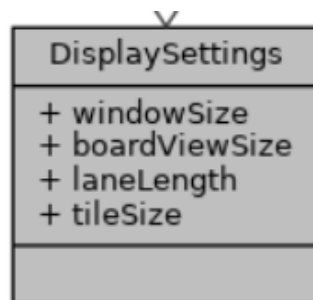 DisplaySettings
+ windowSize
+ boardViewSize
+ laneLength
+ tileSize